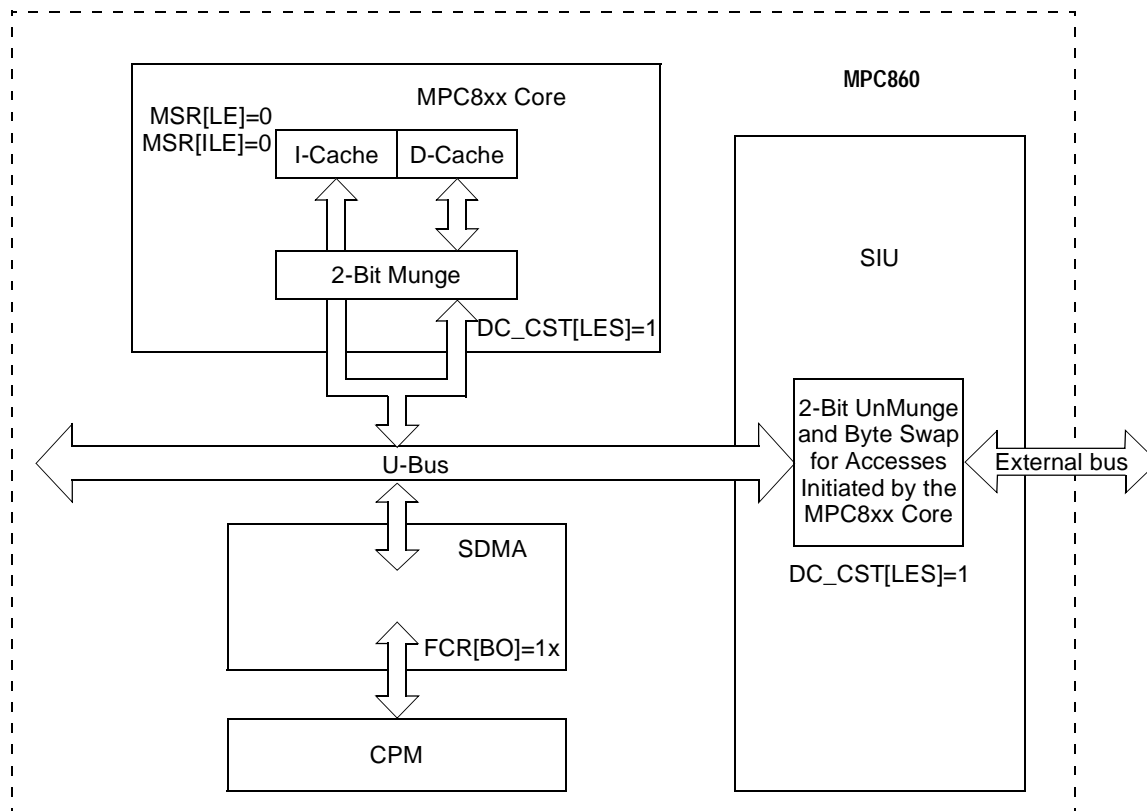 MPC860
MPC8xx Core
MSR[LE]=0
MSR[ILE]=0
I-Cache
D-Cache
2-Bit Munge
DC_CST[LES]=1
SIU
2-Bit UnMunge
and Byte Swap
for Accesses
Initiated by the
MPC8xx Core
External bus
U-Bus
SDMA
DC_CST[LES]=1
FCR[BO]=1x
CPM